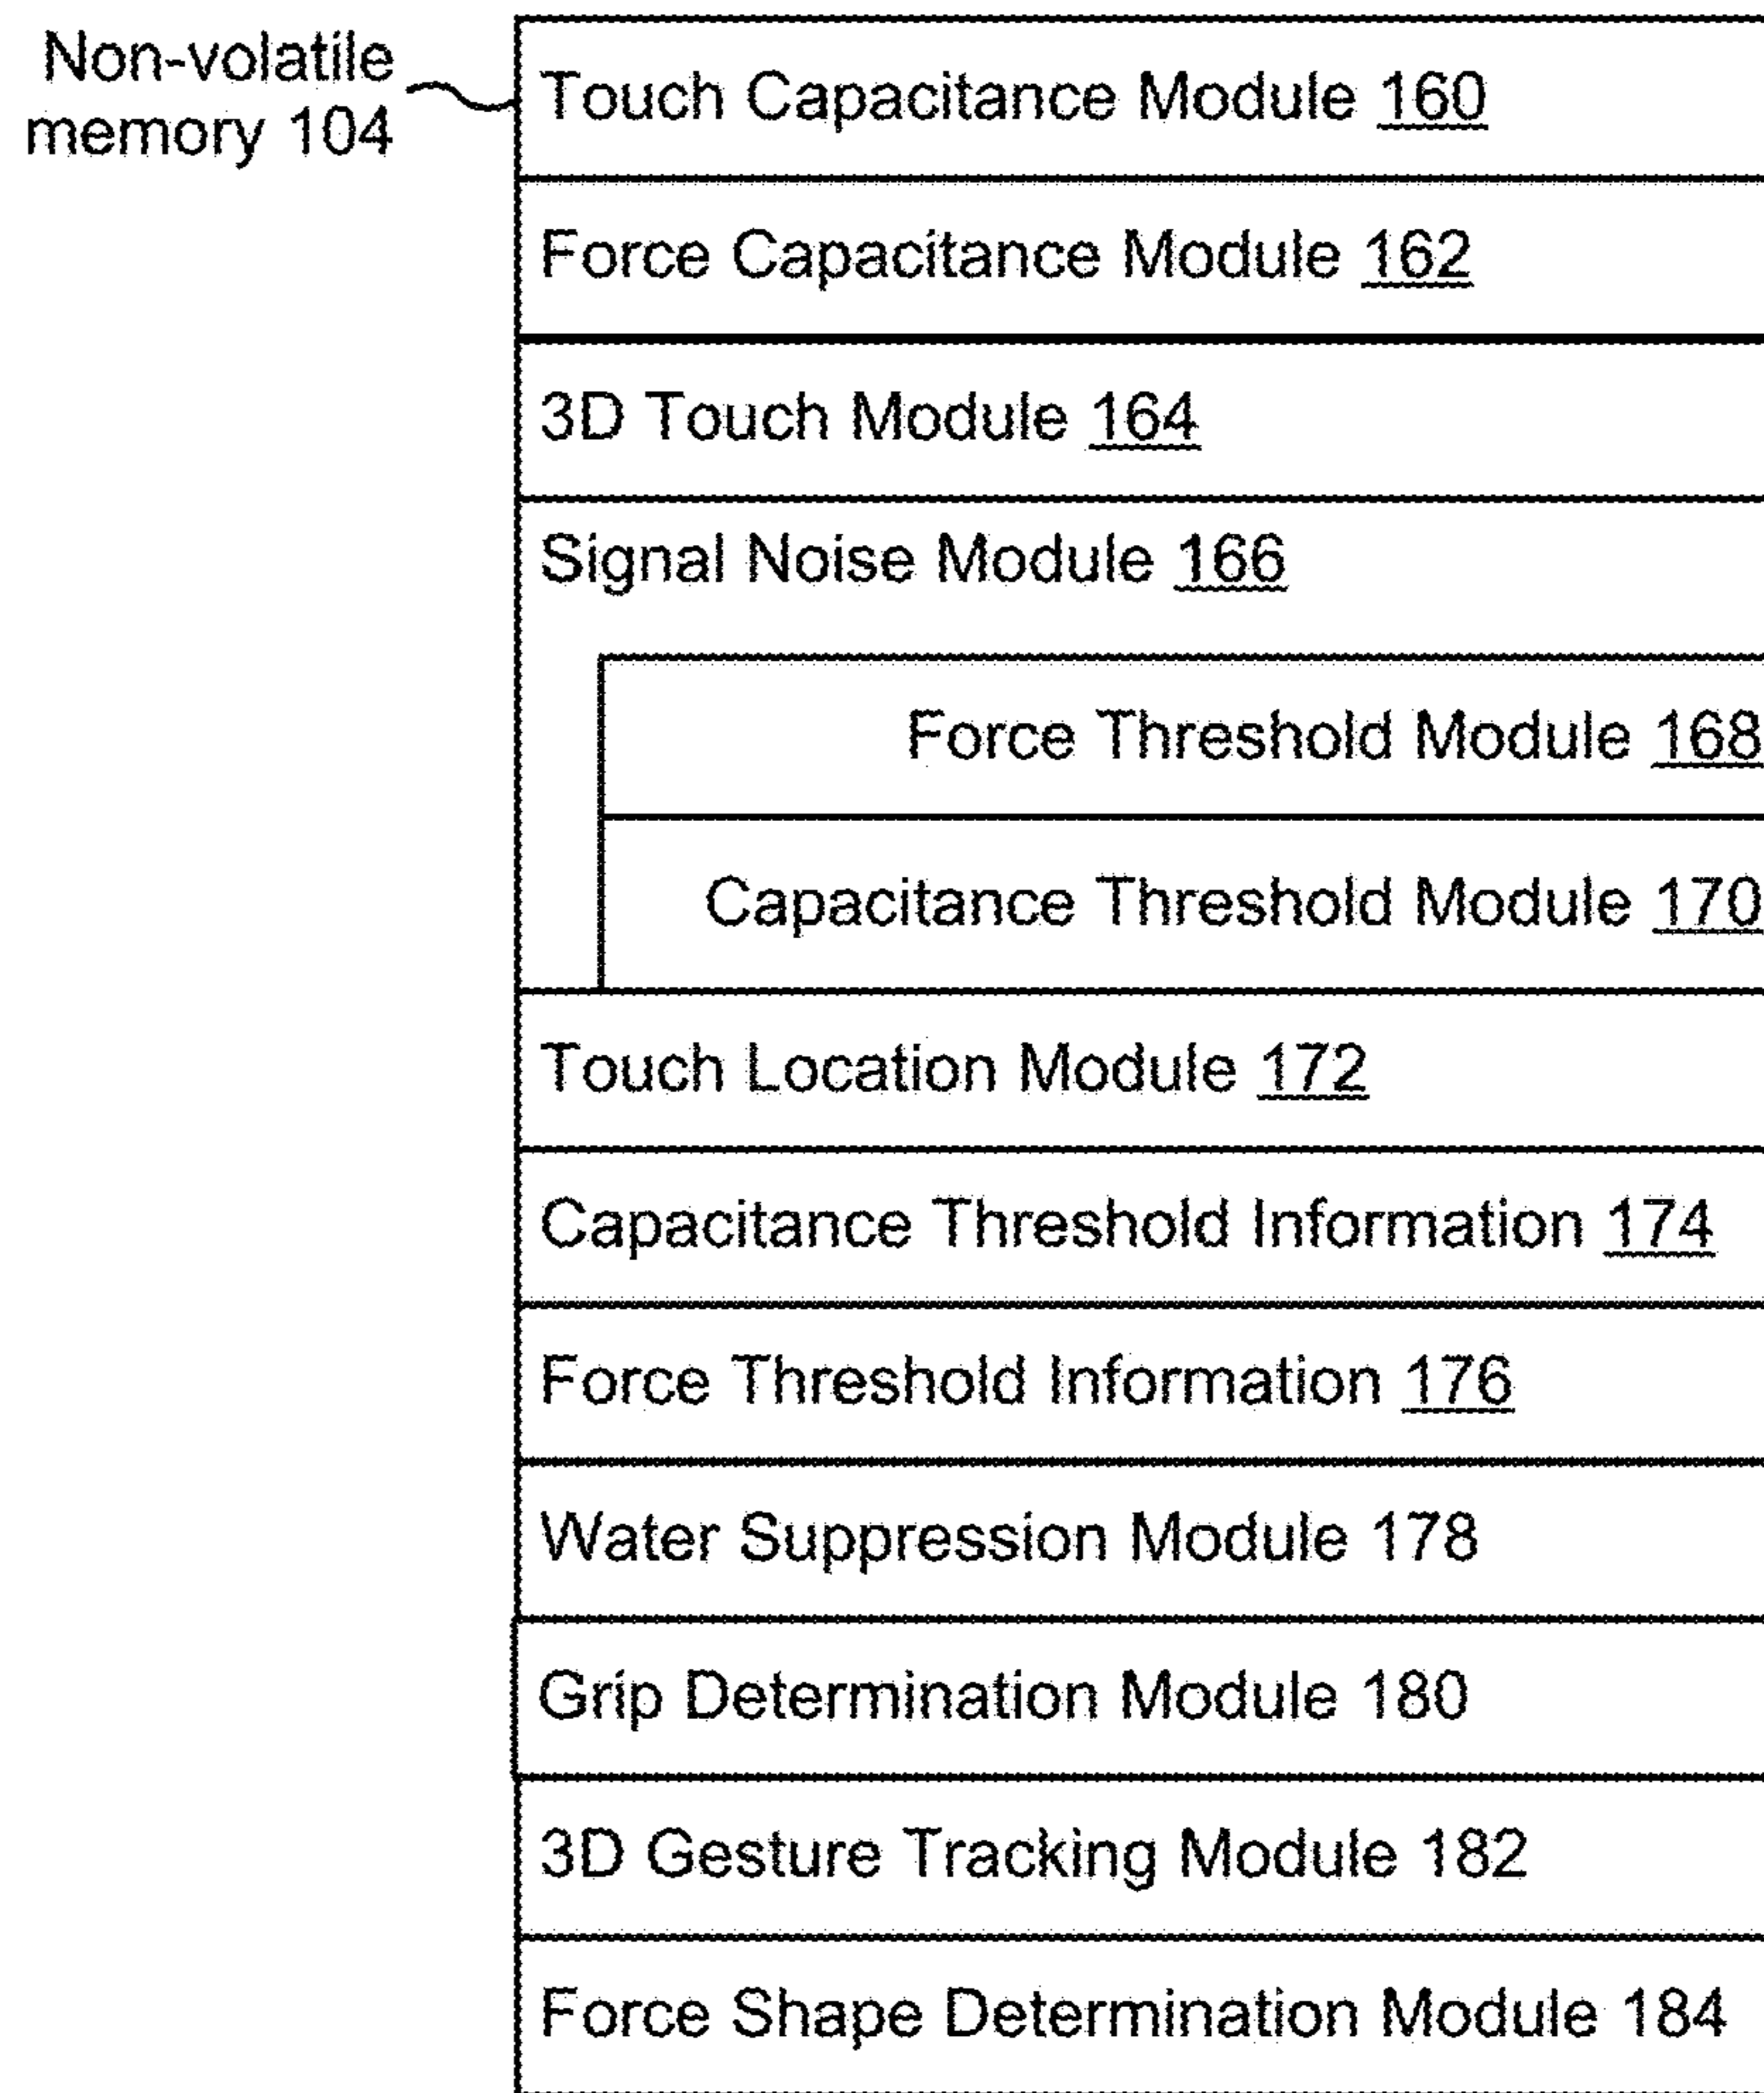 Non-volatile
memory 104
Touch Capacitance Module 160
Force Capacitance Module 162
3D Touch Module 164
Signal Noise Module 166
Force Threshold Module 168
Capacitance Threshold Module 170
Touch Location Module 172
Capacitance Threshold Information 174
Force Threshold Information 176
Water Suppression Module 178
Grip Determination Module 180
3D Gesture Tracking Module 182
Force Shape Determination Module 184